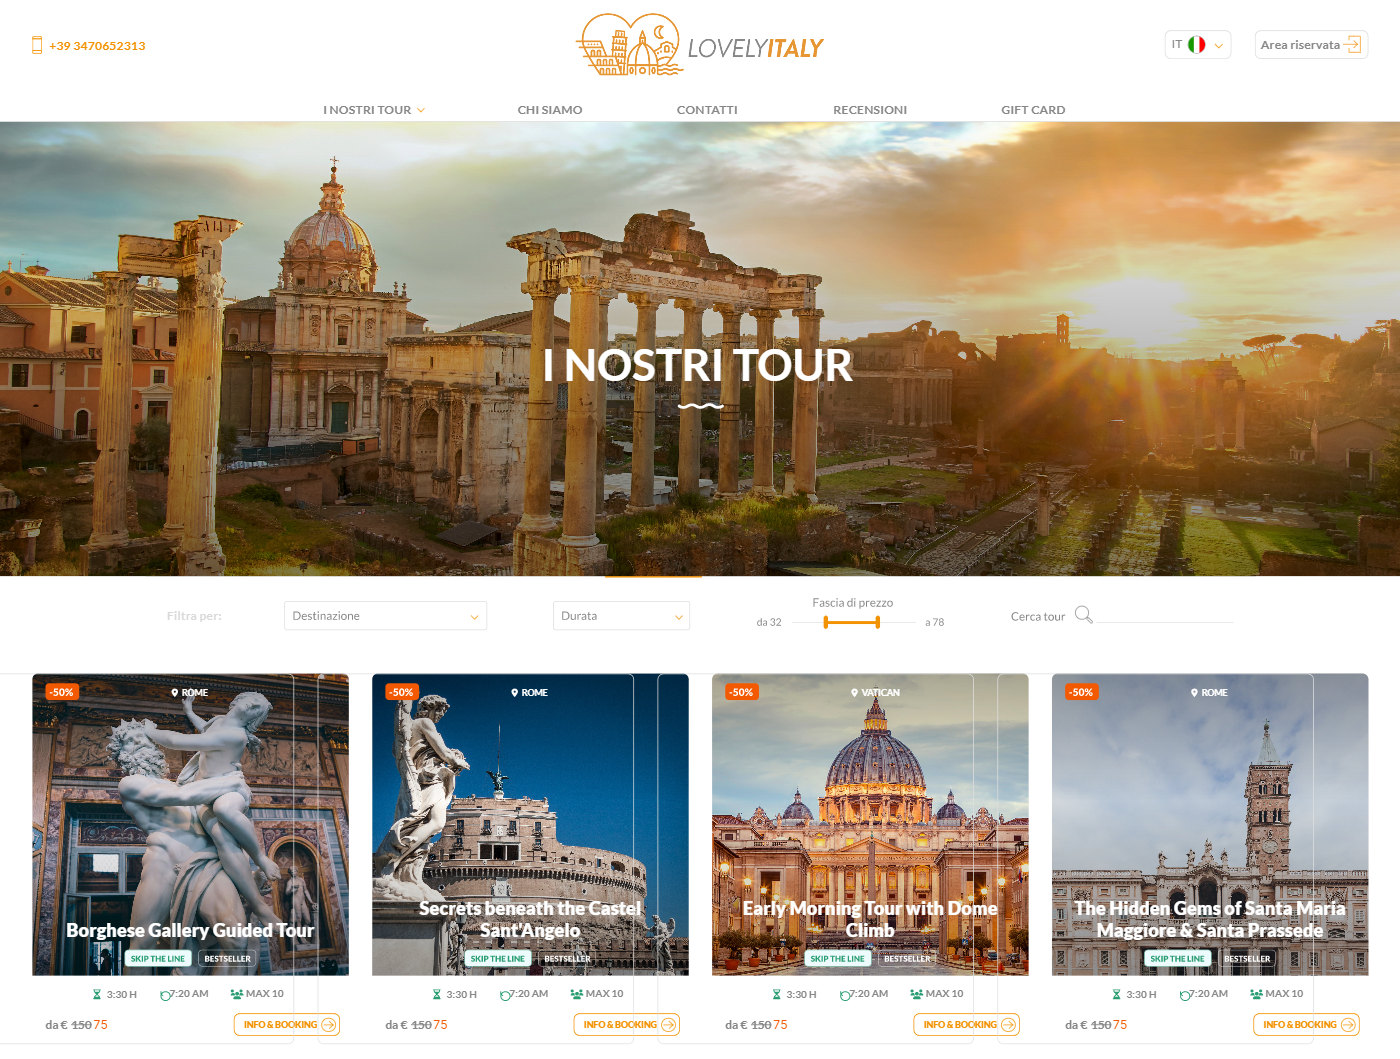 +39 3470652313
LOVELYITALY
IT
Area riservata
I NOSTRI TOUR
CHI SIAMO
CONTATTI
RECENSIONI
GIFT CARD
I NOSTRI TOUR
Filtra per:
Destinazione
Durata
Fascia di prezzo
da 32
a 78
Cerca tour
-50%
ROME
Borghese Gallery Guided Tour
SKIP THE LINE
BESTSELLER
3:30 H
7:20 AM
MAX 10
da € 150 75
INFO & BOOKING
-50%
ROME
Secrets beneath the Castel
Sant'Angelo
SKIP THE LINE
BESTSELLER
3:30 H
7:20 AM
MAX 10
da € 150 75
INFO & BOOKING
-50%
VATICAN
Early Morning Tour with Dome
Climb
SKIP THE LINE
BESTSELLER
3:30 H
7:20 AM
MAX 10
da € 150 75
INFO & BOOKING
-50%
ROME
The Hidden Gems of Santa Maria
Maggiore & Santa Prassede
SKIP THE LINE
BESTSELLER
3:30 H
7:20 AM
MAX 10
da € 150 75
INFO & BOOKING